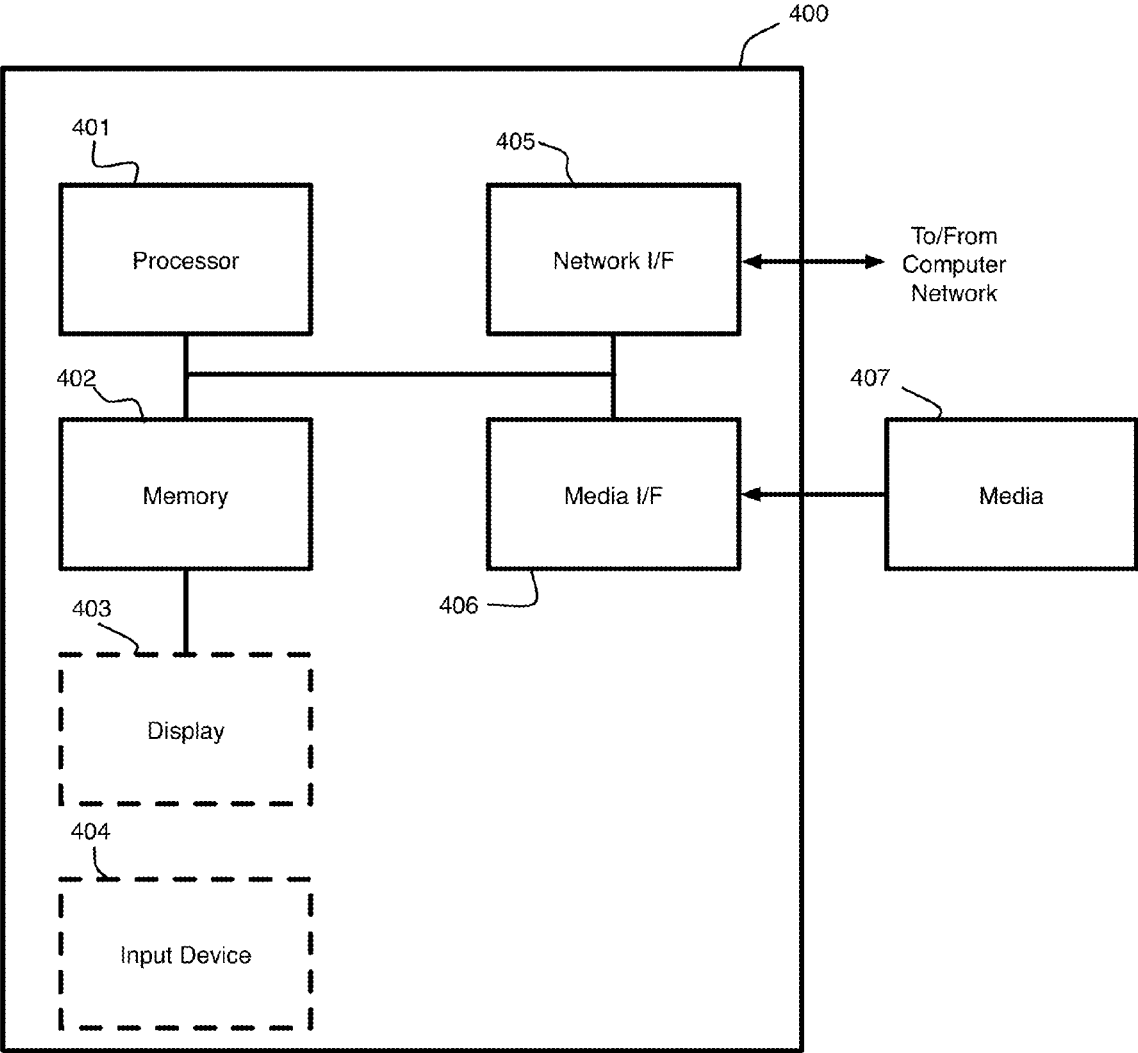 400
401
405
Processor
Network I/F
To/From
Computer
Network
402
407
Memory
Media I/F
Media
403
406
Display
404
Input Device